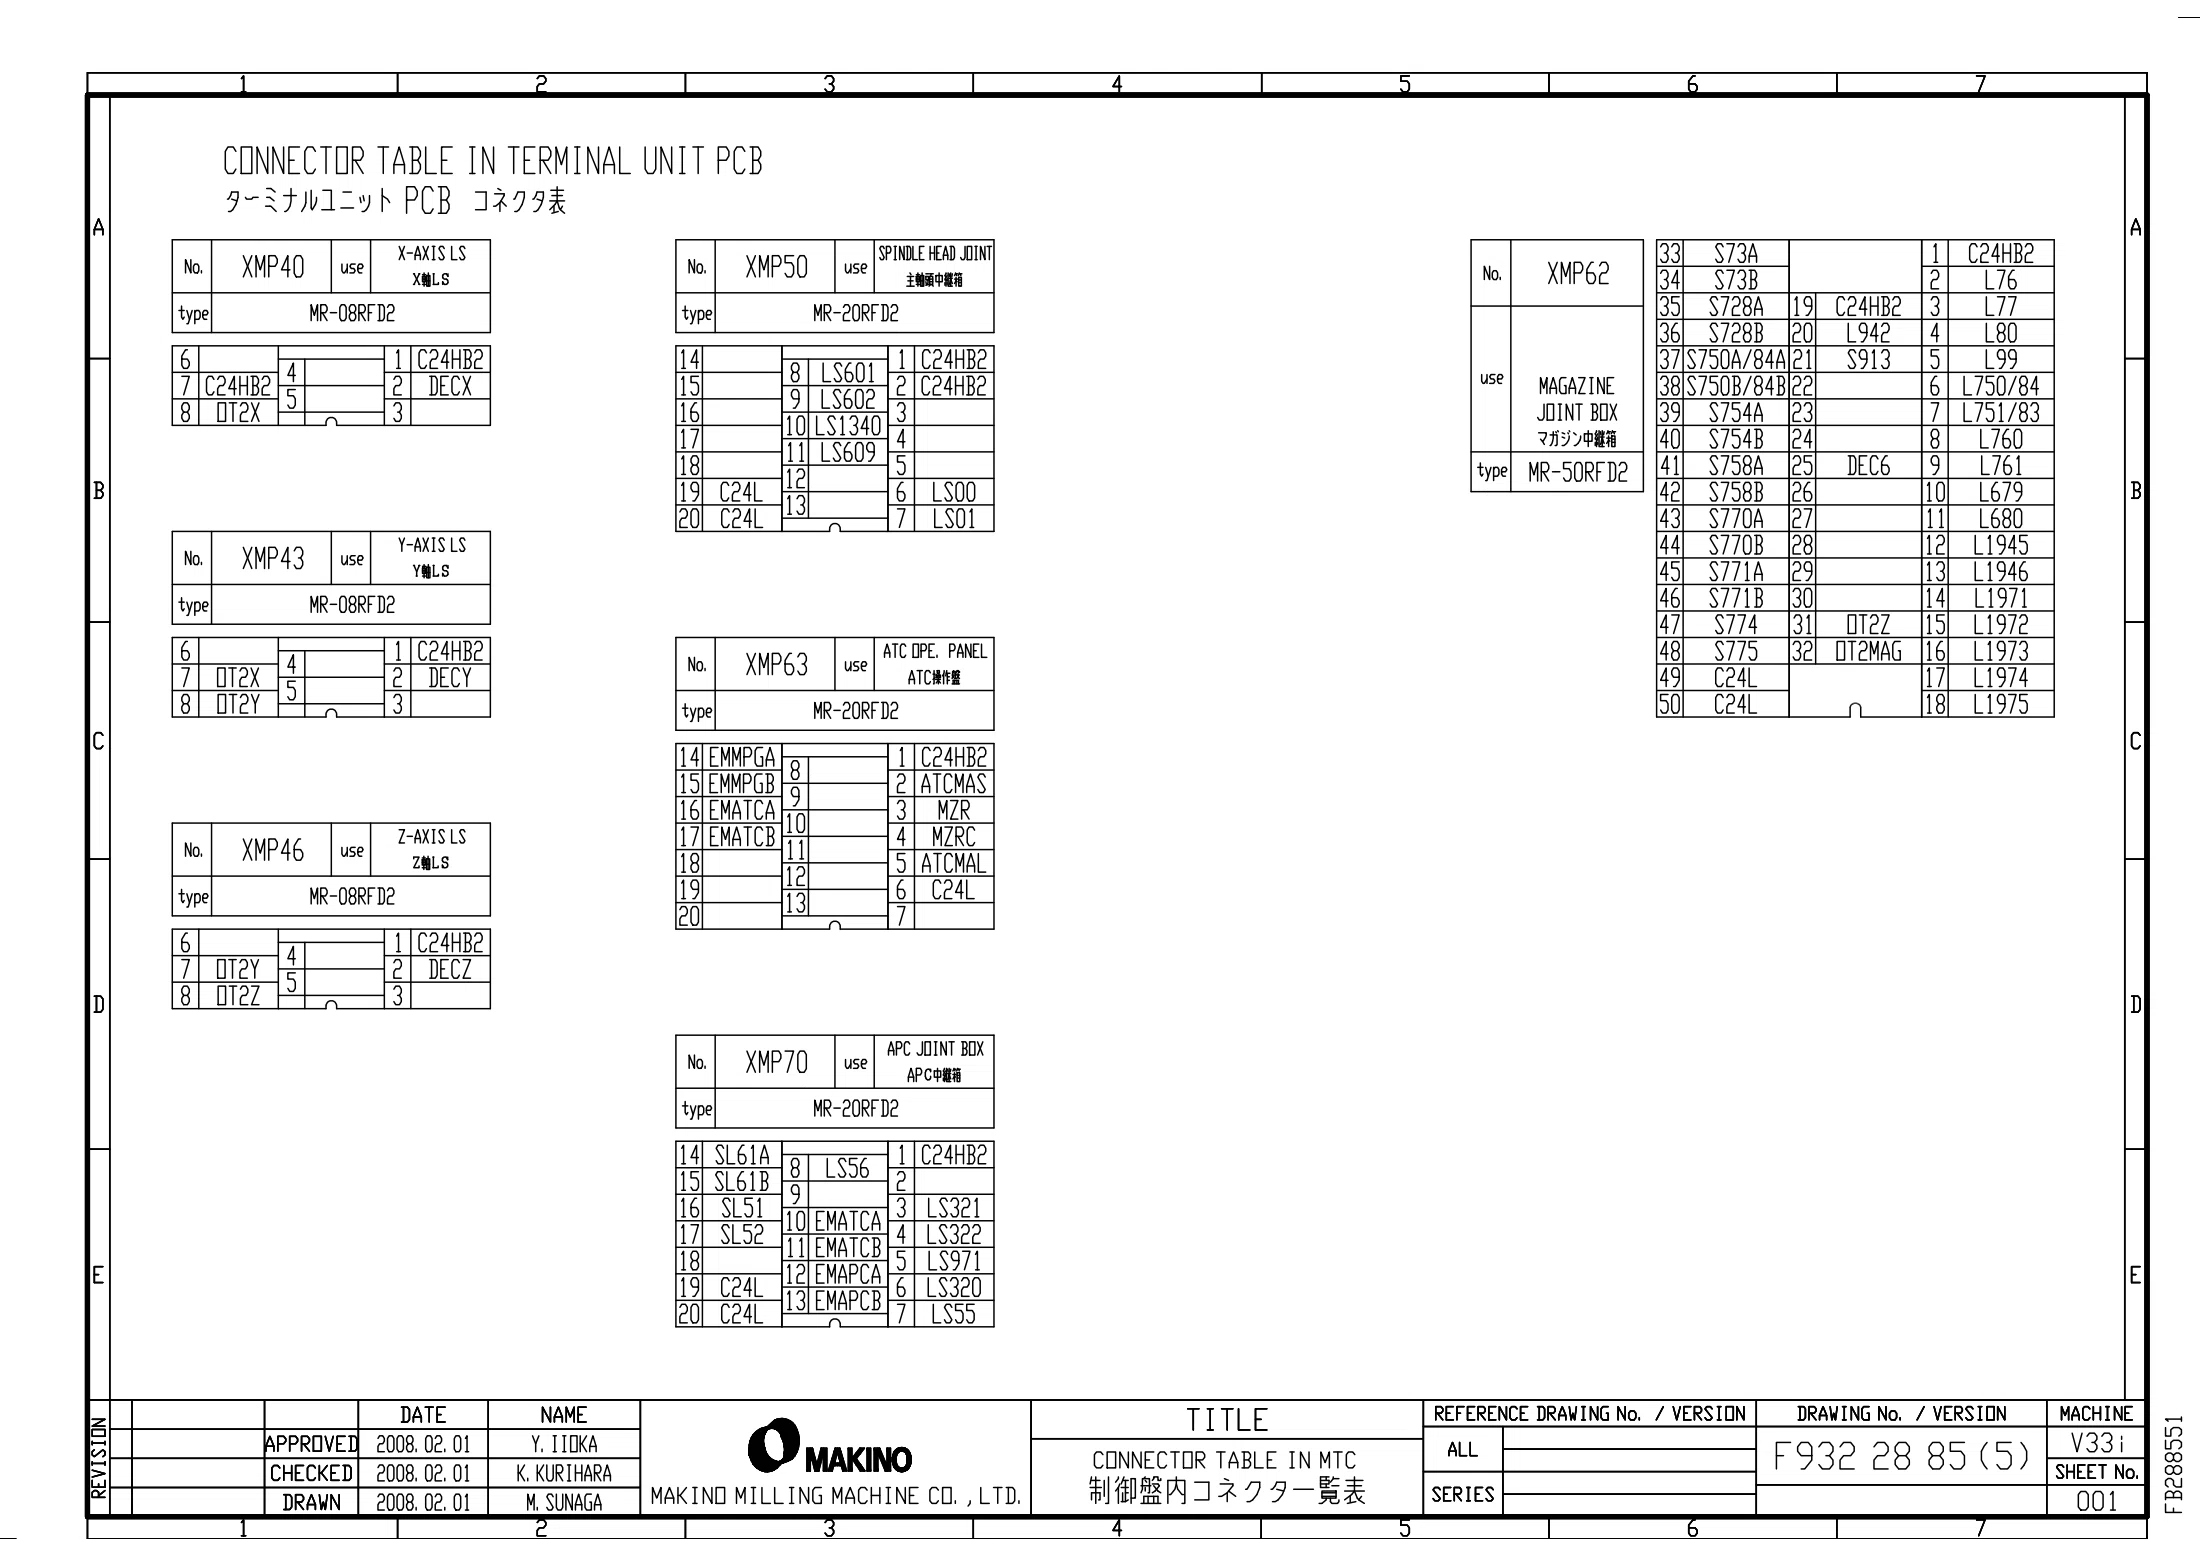 1 2 3 4 5 6 7
CONNECTOR TABLE IN TERMINAL UNIT PCB
ターミナルユニット PCB コネクタ表
A
B
C
D
E
No. XMP40 use X-AXIS LS
X軸LS
type MR-08RFD2
6 1 C24HB2
4
7 C24HB2 2 DECX
5
8 OT2X 3
No. XMP43 use Y-AXIS LS
Y軸LS
type MR-08RFD2
6 1 C24HB2
4
7 OT2X 2 DECY
5
8 OT2Y 3
No. XMP46 use Z-AXIS LS
Z軸LS
type MR-08RFD2
6 1 C24HB2
4
7 OT2Y 2 DECZ
5
8 OT2Z 3
No. XMP50 use SPINDLE HEAD JOINT
主軸頭中継箱
type MR-20RFD2
14 1 C24HB2
8 LS601
15 2 C24HB2
9 LS602
16 3
10 LS1340
17 4
11 LS609
18 5
12
19 C24L 6 LS00
13
20 C24L 7 LS01
No. XMP63 use ATC OPE. PANEL
ATC操作盤
type MR-20RFD2
14 EMMPGA 1 C24HB2
8
15 EMMPGB 2 ATCMAS
9
16 EMATCA 3 MZR
10
17 EMATCB 4 MZRC
11
18 5 ATCMAL
12
19 6 C24L
13
20 7
No. XMP70 use APC JOINT BOX
APC中継箱
type MR-20RFD2
14 SL61A 1 C24HB2
8 LS56
15 SL61B 2
9
16 SL51 3 LS321
10 EMATCA
17 SL52 4 LS322
11 EMATCB
18 5 LS971
12 EMAPCA
19 C24L 6 LS320
13 EMAPCB
20 C24L 7 LS55
No. XMP62
use MAGAZINE
JOINT BOX
マガジン中継箱
type MR-50RFD2
33 S73A 1 C24HB2
34 S73B 2 L76
35 S728A 19 C24HB2 3 L77
36 S728B 20 L942 4 L80
37 S750A/84A 21 S913 5 L99
38 S750B/84B 22 6 L750/84
39 S754A 23 7 L751/83
40 S754B 24 8 L760
41 S758A 25 DEC6 9 L761
42 S758B 26 10 L679
43 S770A 27 11 L680
44 S770B 28 12 L1945
45 S771A 29 13 L1946
46 S771B 30 14 L1971
47 S774 31 OT2Z 15 L1972
48 S775 32 OT2MAG 16 L1973
49 C24L 17 L1974
50 C24L 18 L1975
A
B
C
D
E
REVISION
DATE NAME
APPROVED 2008. 02. 01 Y. IIOKA
CHECKED 2008. 02. 01 K. KURIHARA
DRAWN 2008. 02. 01 M. SUNAGA
MAKINO
MAKINO MILLING MACHINE CO. , LTD.
TITLE
CONNECTOR TABLE IN MTC
制御盤内コネクター覧表
REFERENCE DRAWING No. / VERSION
ALL
SERIES
DRAWING No. / VERSION
F932 28 85 (5)
MACHINE
V33i
SHEET No.
001
FB288551
1 2 3 4 5 6 7